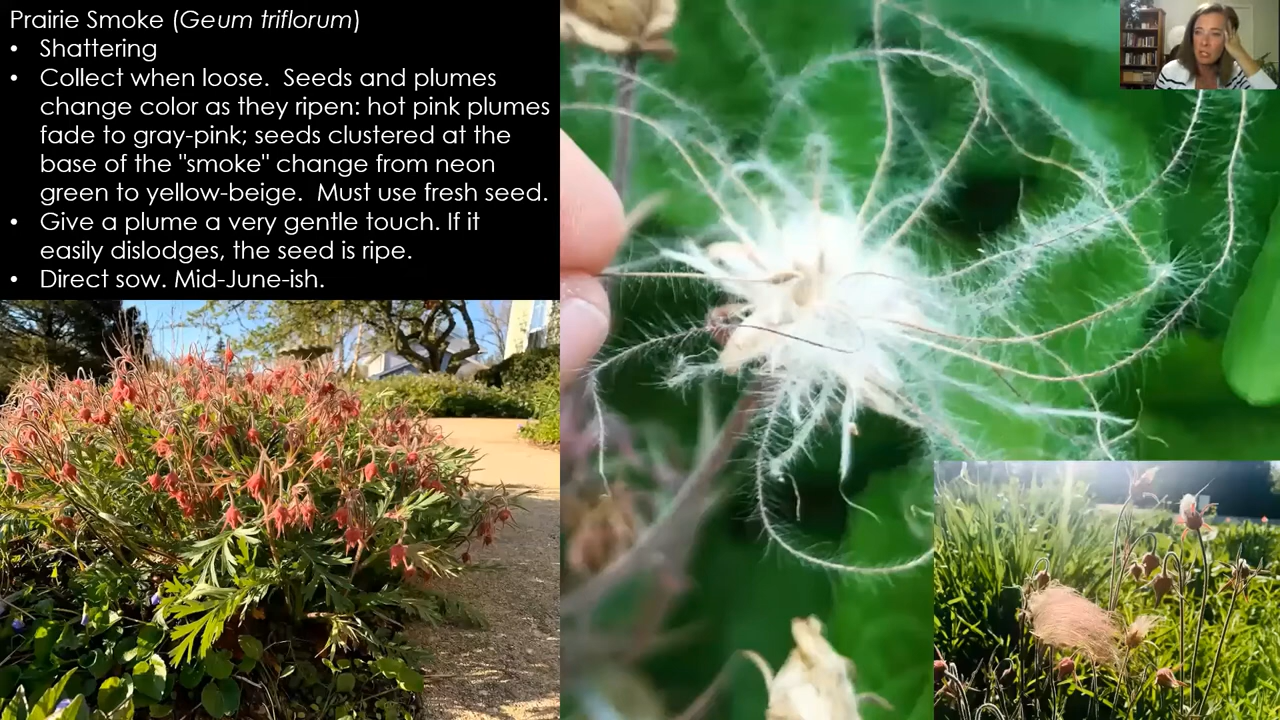 Prairie Smoke (Geum triflorum)
• Shattering
• Collect when loose.  Seeds and plumes
change color as they ripen: hot pink plumes
fade to gray-pink; seeds clustered at the
base of the "smoke" change from neon
green to yellow-beige.  Must use fresh seed.
• Give a plume a very gentle touch. If it
easily dislodges, the seed is ripe.
• Direct sow. Mid-June-ish.